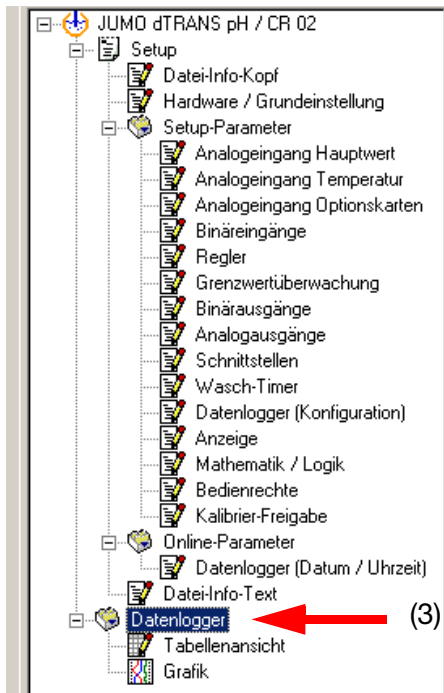 JUMO dTRANS pH / CR 02
Setup
Datei-Info-Kopf
Hardware / Grundeinstellung
Setup-Parameter
Analogeingang Hauptwert
Analogeingang Temperatur
Analogeingang Optionskarten
Binäreingänge
Regler
Grenzwertüberwachung
Binärausgänge
Analogausgänge
Schnittstellen
Wasch-Timer
Datenlogger (Konfiguration)
Anzeige
Mathematik / Logik
Bedienrechte
Kalibrier-Freigabe
Online-Parameter
Datenlogger (Datum / Uhrzeit)
Datei-Info-Text
Datenlogger (3)
Tabellenansicht
Grafik